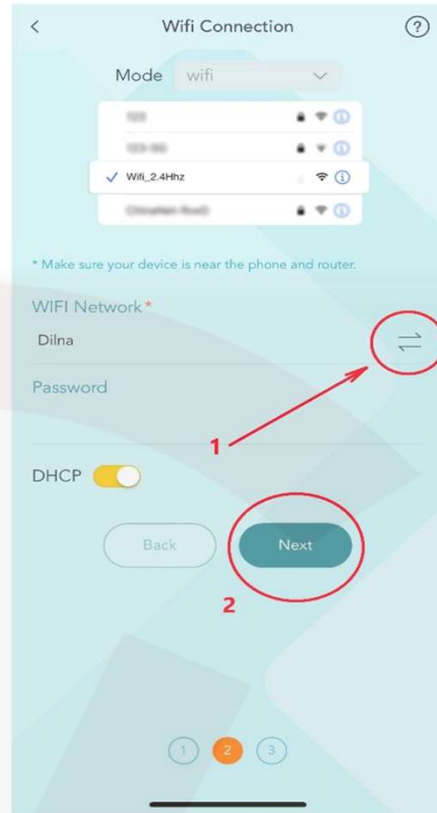 Wifi Connection
?
Mode wifi
Wifi_2.4Hhz
* Make sure your device is near the phone and router.
WIFI Network*
Dilna
Password
1
DHCP
Back Next
2
1 2 3